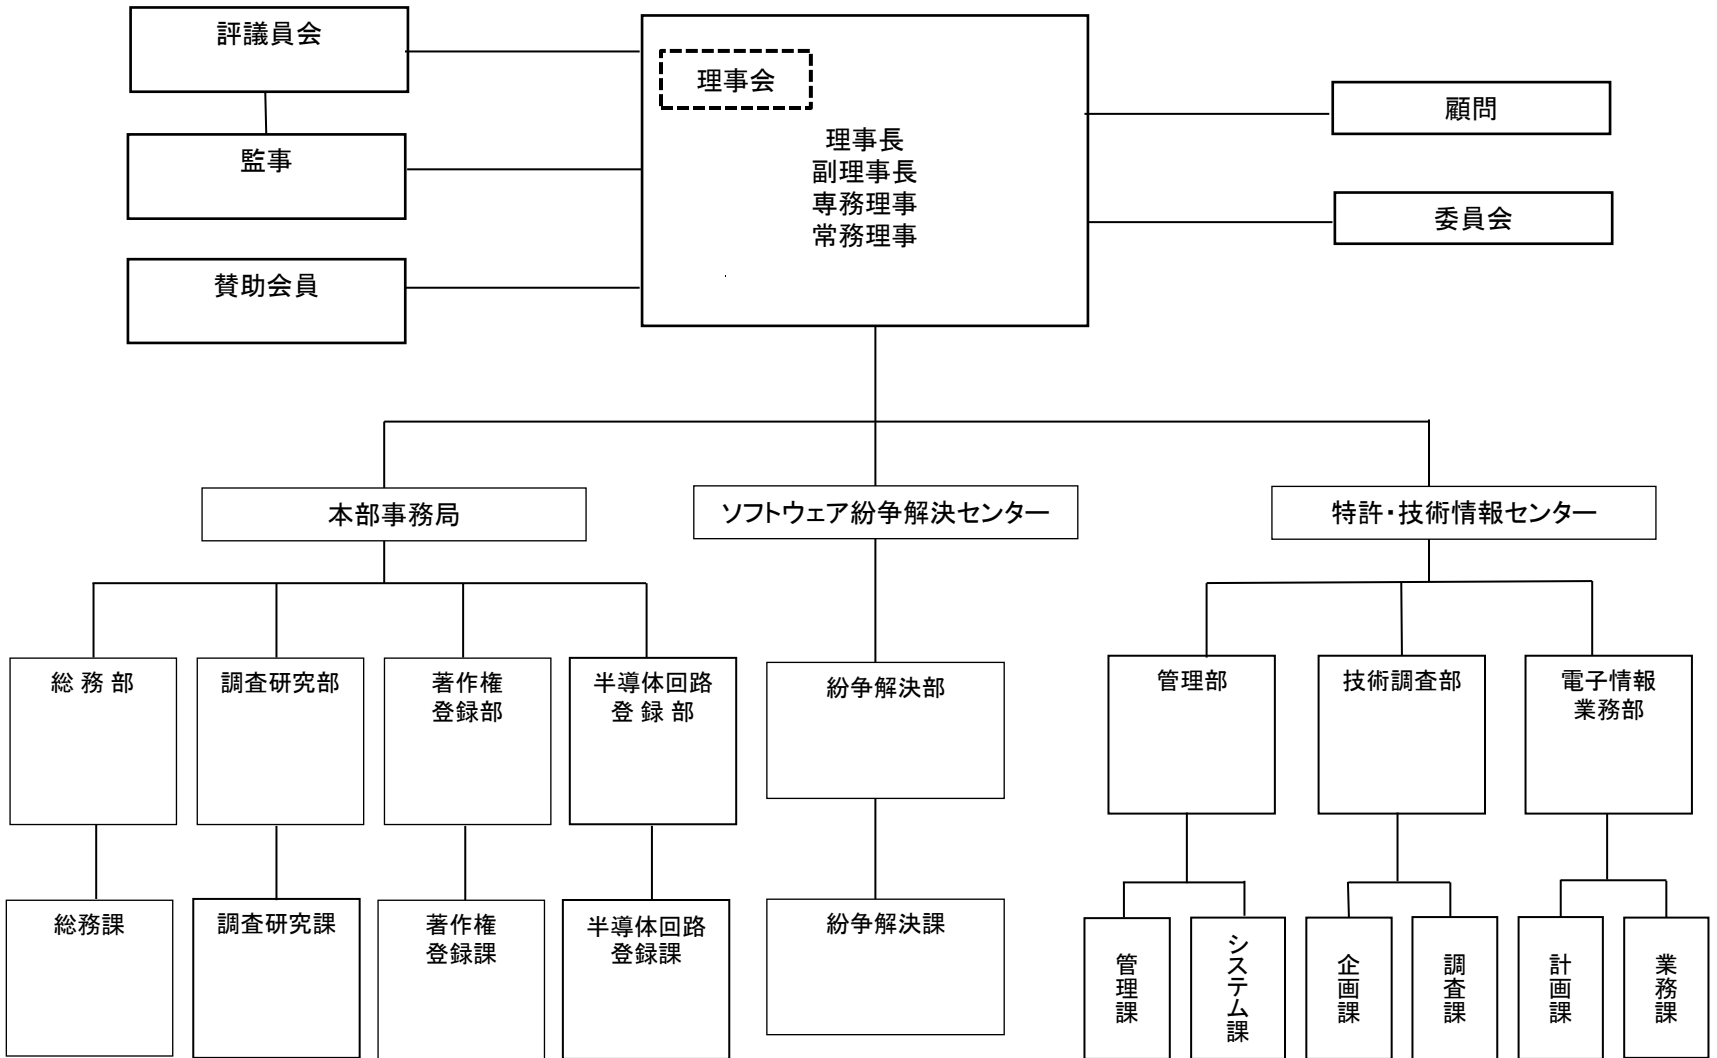 評議員会
監事
賛助会員
理事会
理事長
副理事長
専務理事
常務理事
顧問
委員会
本部事務局
ソフトウェア紛争解決センター
特許・技術情報センター
総 務 部
調査研究部
著作権
登録部
半導体回路
登 録 部
紛争解決部
管理部
技術調査部
電子情報
業務部
総務課
調査研究課
著作権
登録課
半導体回路
登録課
紛争解決課
管理課
システム課
企画課
調査課
計画課
業務課